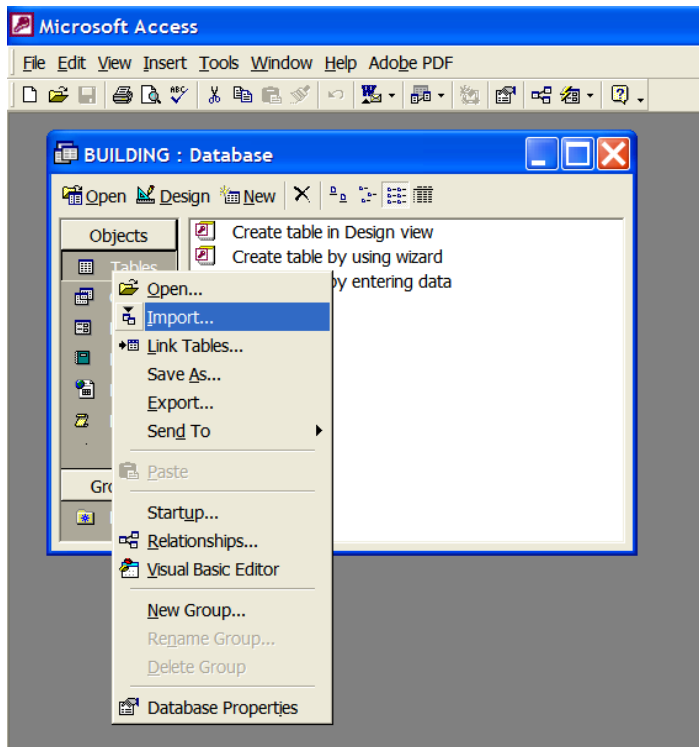 Microsoft Access
File Edit View Insert Tools Window Help Adobe PDF
BUILDING : Database
Open Design New
Objects
Create table in Design view
Tables
Create table by using wizard
by entering data
Open...
Import...
Link Tables...
Save As...
Export...
Send To
Paste
Startup...
Relationships...
Visual Basic Editor
New Group...
Rename Group...
Delete Group
Database Properties